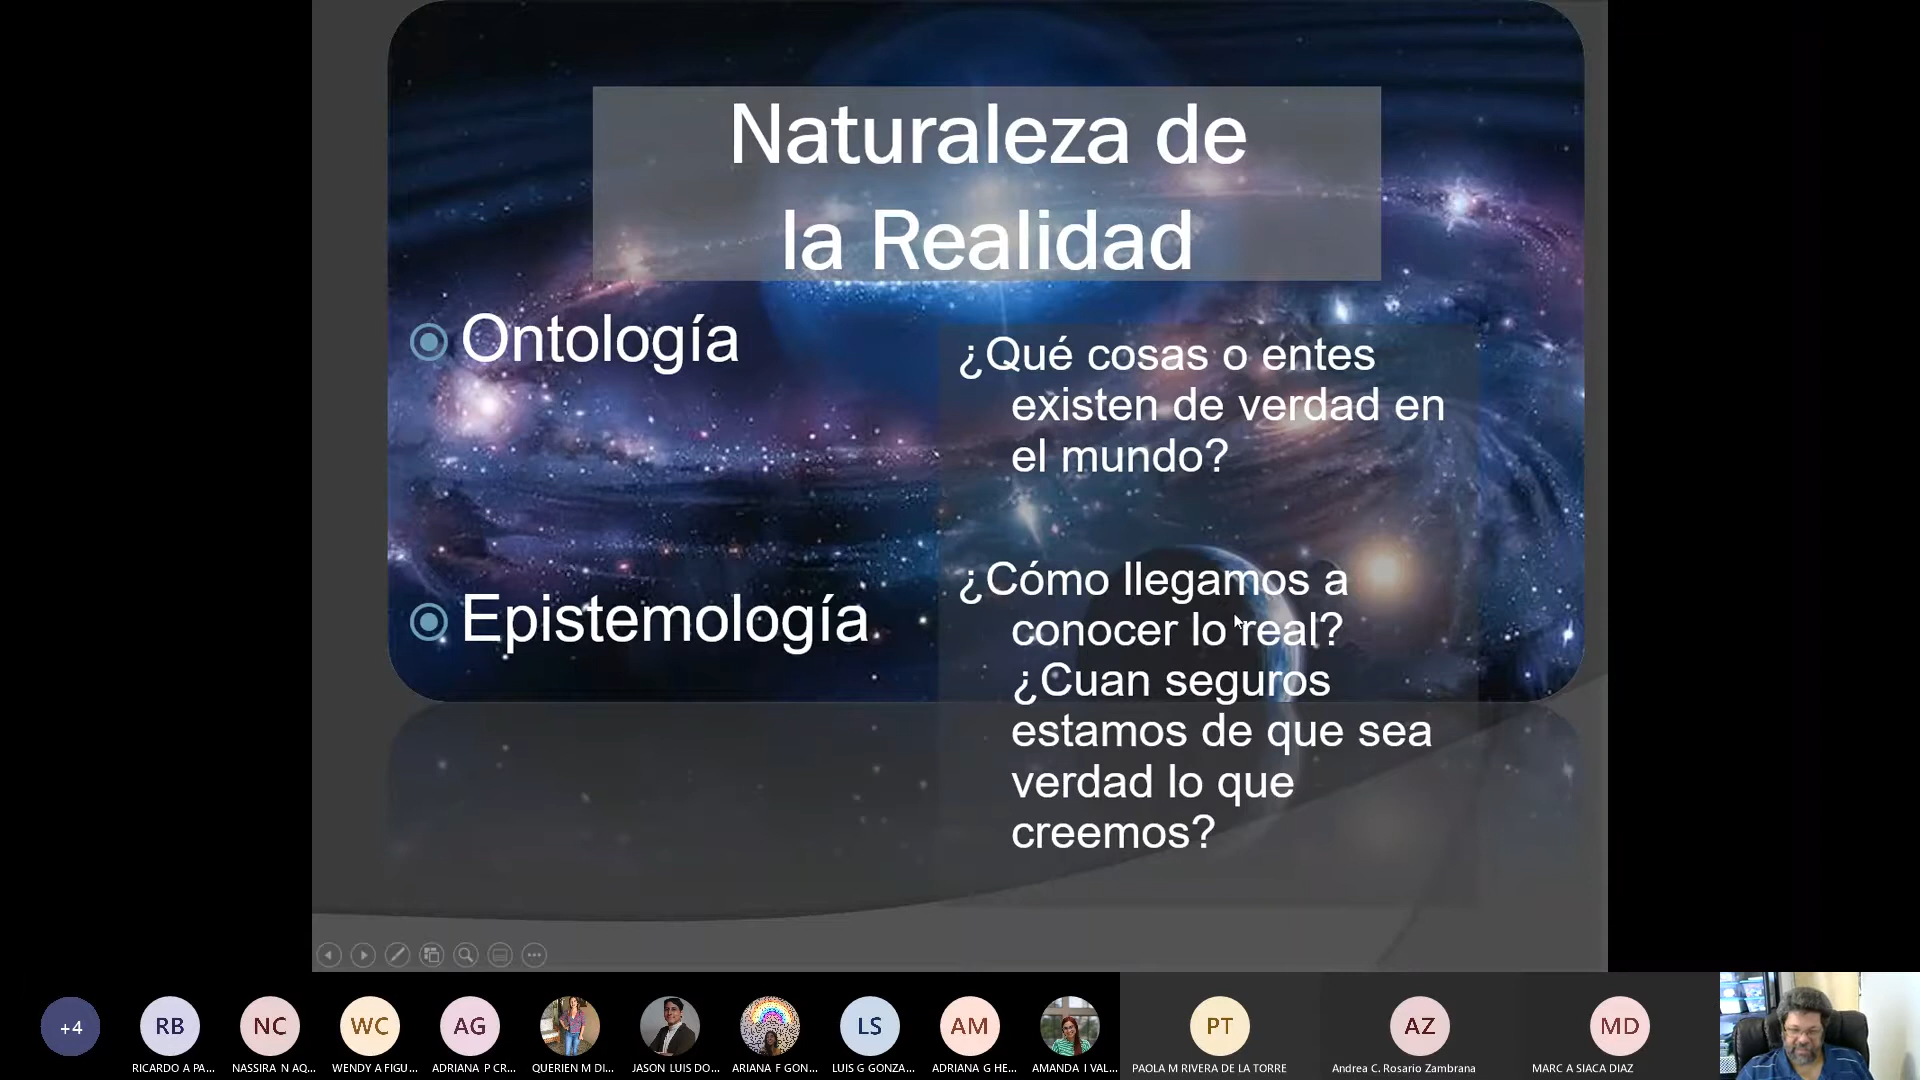 Naturaleza de
la Realidad
Ontología
¿Qué cosas o entes
existen de verdad en
el mundo?
Epistemología
¿Cómo llegamos a
conocer lo real?
¿Cuan seguros
estamos de que sea
verdad lo que
creemos?
+4
RB
NC
WC
AG
LS
AM
PT
AZ
MD
RICARDO A PA...
NASSIRA N AQ...
WENDY A FIGU...
ADRIANA P CR...
QUERIEN M DI...
JASON LUIS DO...
ARIANA F GON...
LUIS G GONZA...
ADRIANA G HE...
AMANDA I VAL...
PAOLA M RIVERA DE LA TORRE
Andrea C. Rosario Zambrana
MARC A SIACA DIAZ